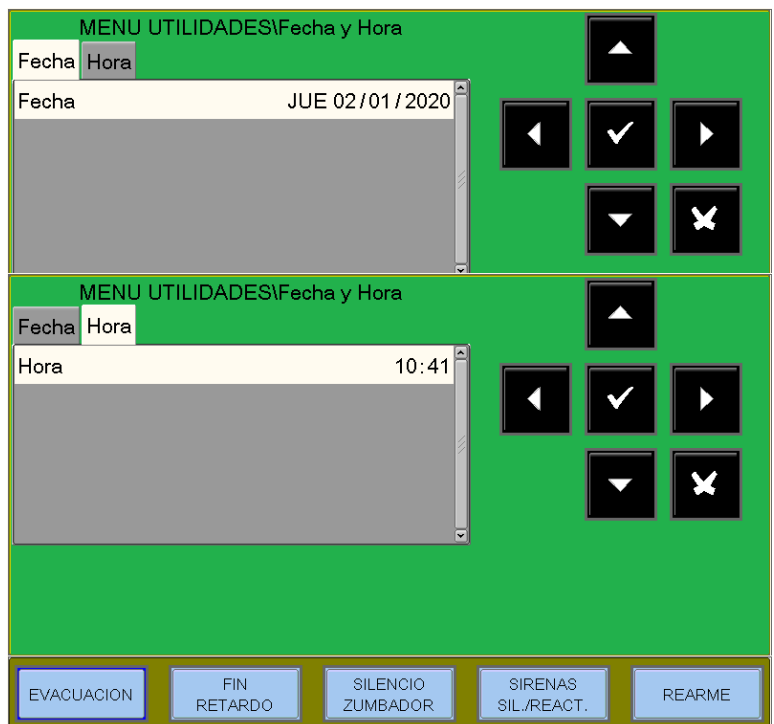 MENU UTILIDADES\Fecha y Hora
Fecha Hora
Fecha JUE 02/01/2020
MENU UTILIDADES\Fecha y Hora
Fecha Hora
Hora 10:41
EVACUACION
FIN
RETARDO
SILENCIO
ZUMBADOR
SIRENAS
SIL./REACT.
REARME